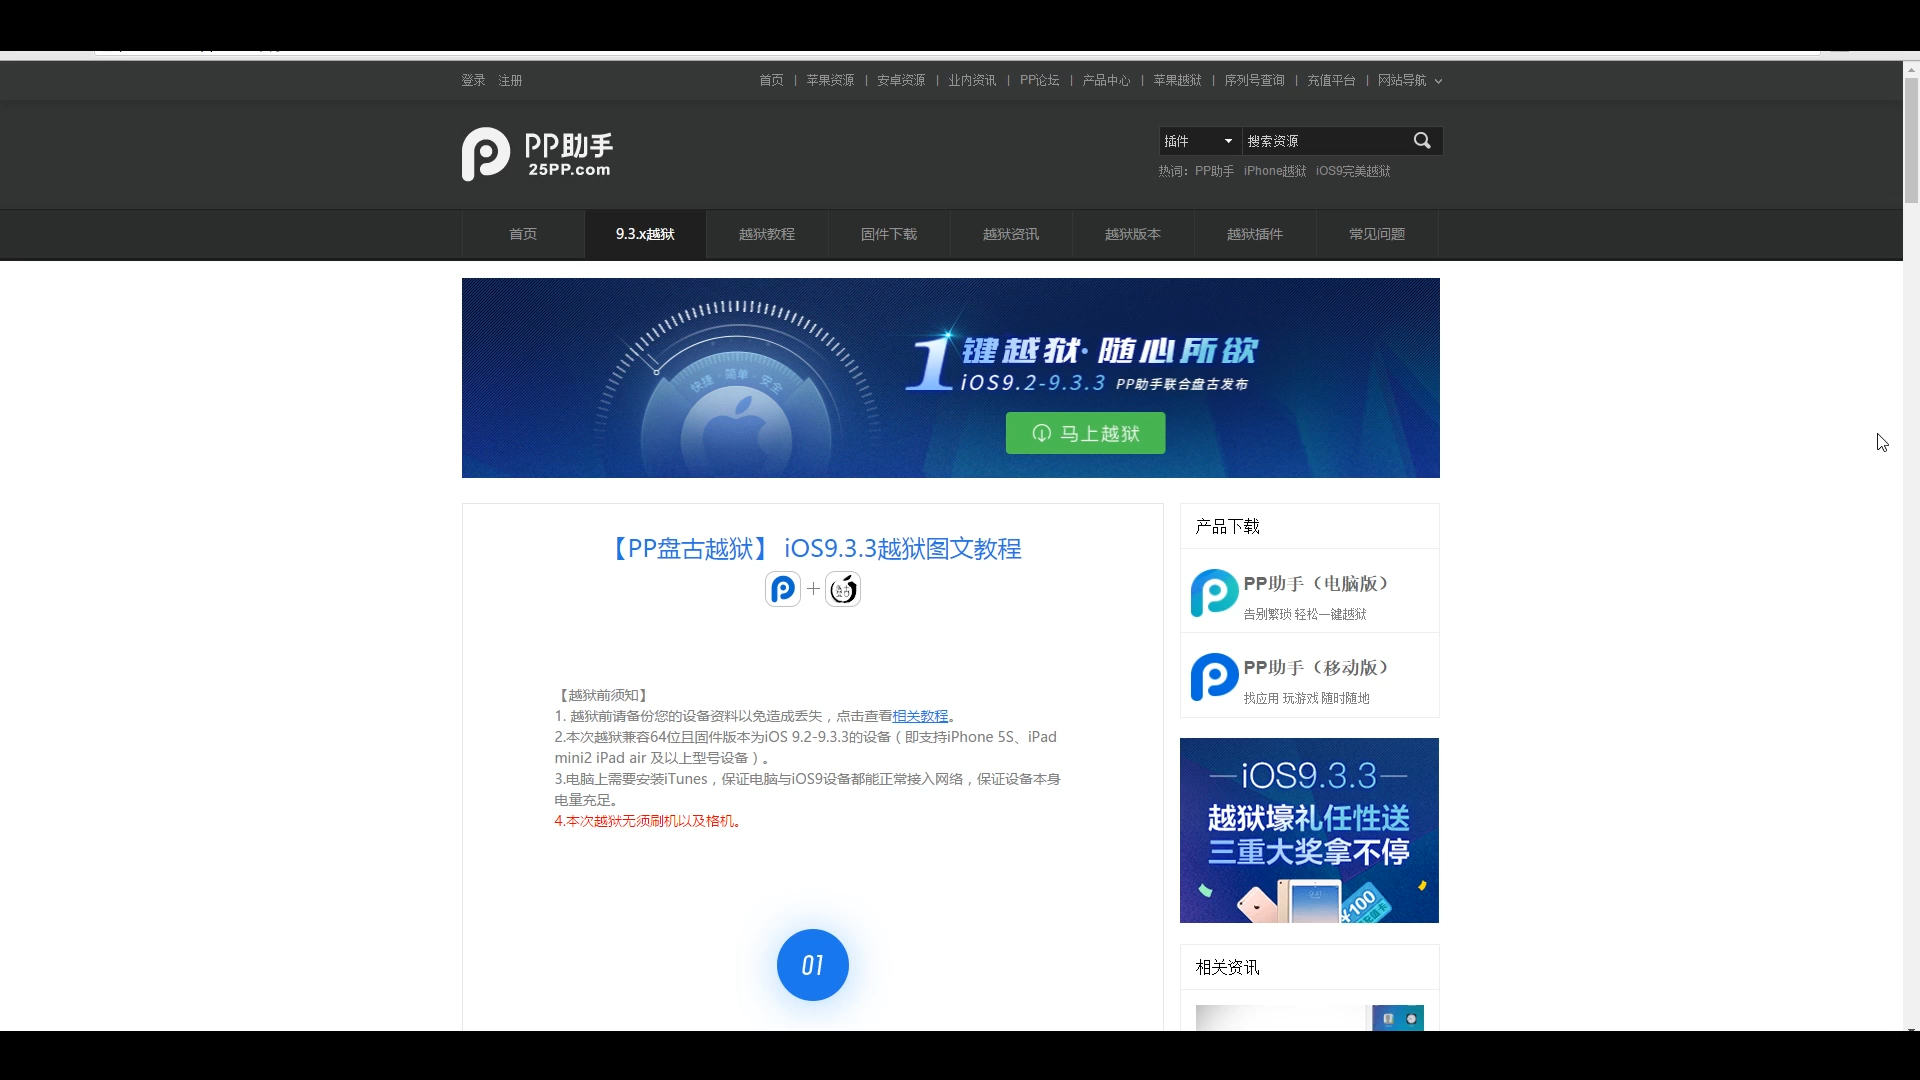 登录 注册
首页 | 苹果资源 | 安卓资源 | 业内资讯 | PP论坛 | 产品中心 | 苹果越狱 | 序列号查询 | 充值平台 | 网站导航
PP助手
25PP.com
插件 搜索资源
热词：PP助手 iPhone越狱 iOS9完美越狱
首页 9.3.x越狱 越狱教程 固件下载 越狱资讯 越狱版本 越狱插件 常见问题
快捷·简单·安全
1键越狱·随心所欲
iOS9.2-9.3.3 PP助手联合盘古发布
马上越狱
【PP盘古越狱】 iOS9.3.3越狱图文教程
+ 盘古
【越狱前须知】
1. 越狱前请备份您的设备资料以免造成丢失，点击查看相关教程。
2.本次越狱兼容64位且固件版本为iOS 9.2-9.3.3的设备（即支持iPhone 5S、iPad
mini2 iPad air 及以上型号设备）。
3.电脑上需要安装iTunes，保证电脑与iOS9设备都能正常接入网络，保证设备本身
电量充足。
4.本次越狱无须刷机以及格机。
01
产品下载
PP助手（电脑版）
告别繁琐 轻松一键越狱
PP助手（移动版）
找应用 玩游戏 随时随地
iOS9.3.3
越狱壕礼任性送
三重大奖拿不停
¥100
相关资讯